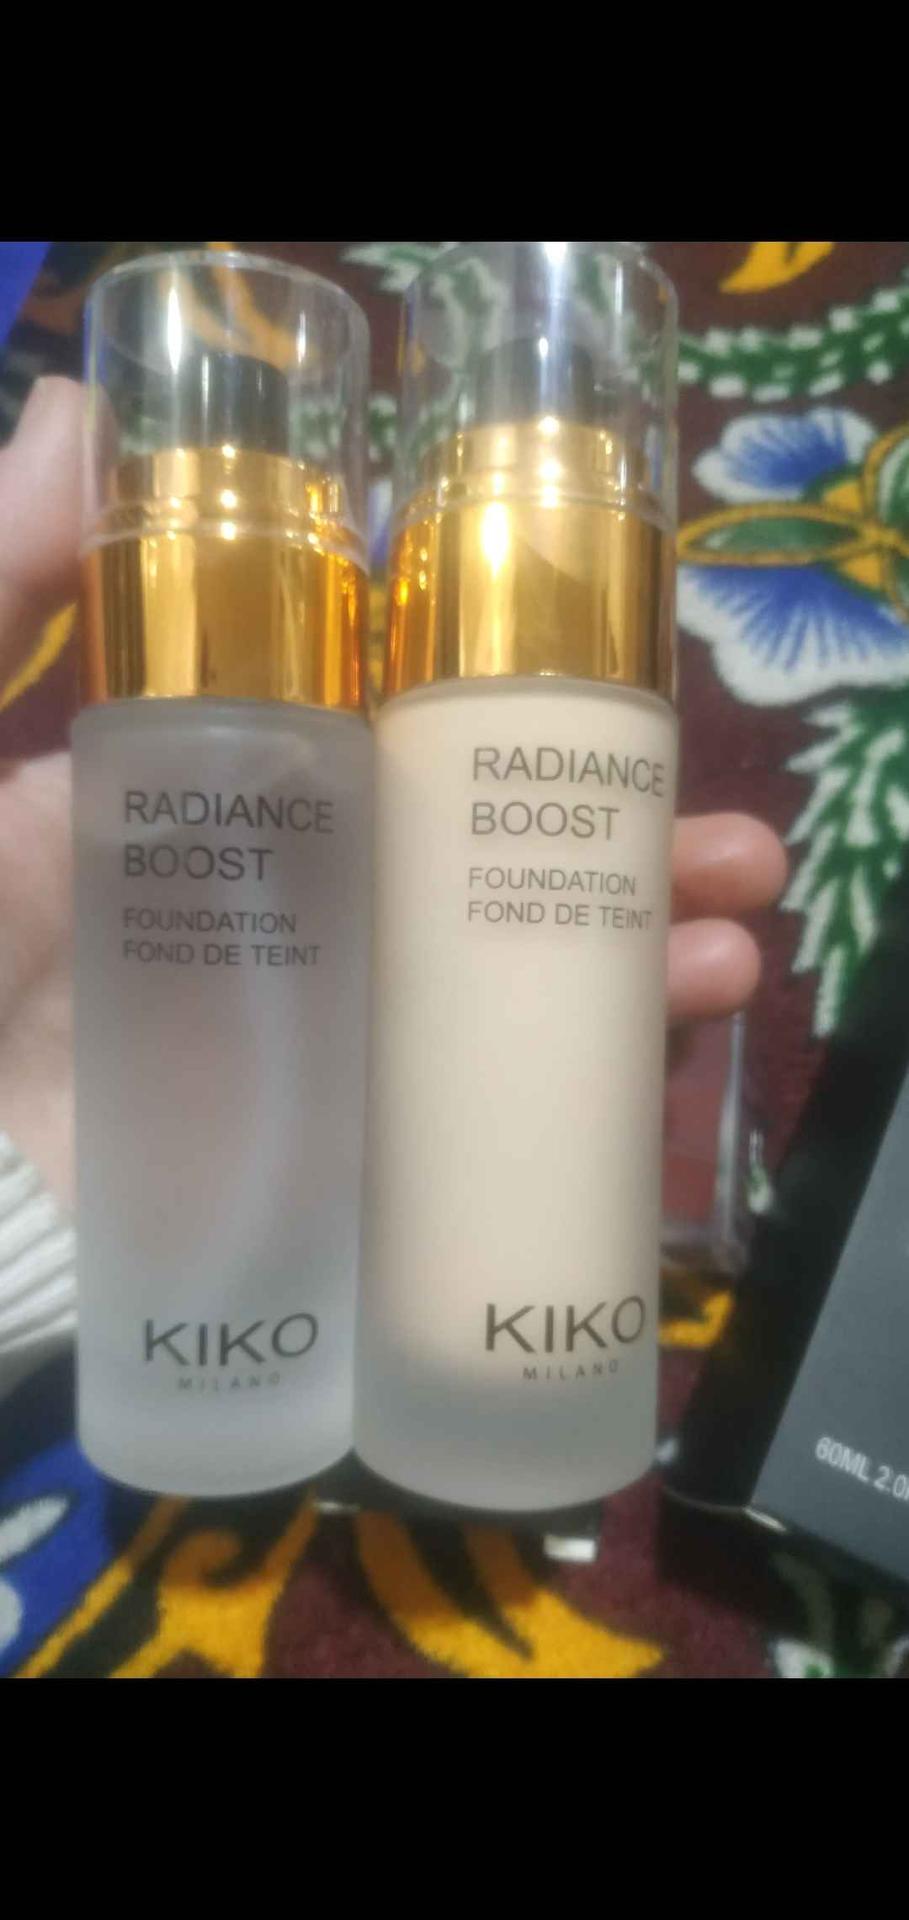 RADIANCE
BOOST
FOUNDATION
FOND DE TEINT
KIKO
MILANO
RADIANCE
BOOST
FOUNDATION
FOND DE TEINT
KIKO
MILANO
60ML